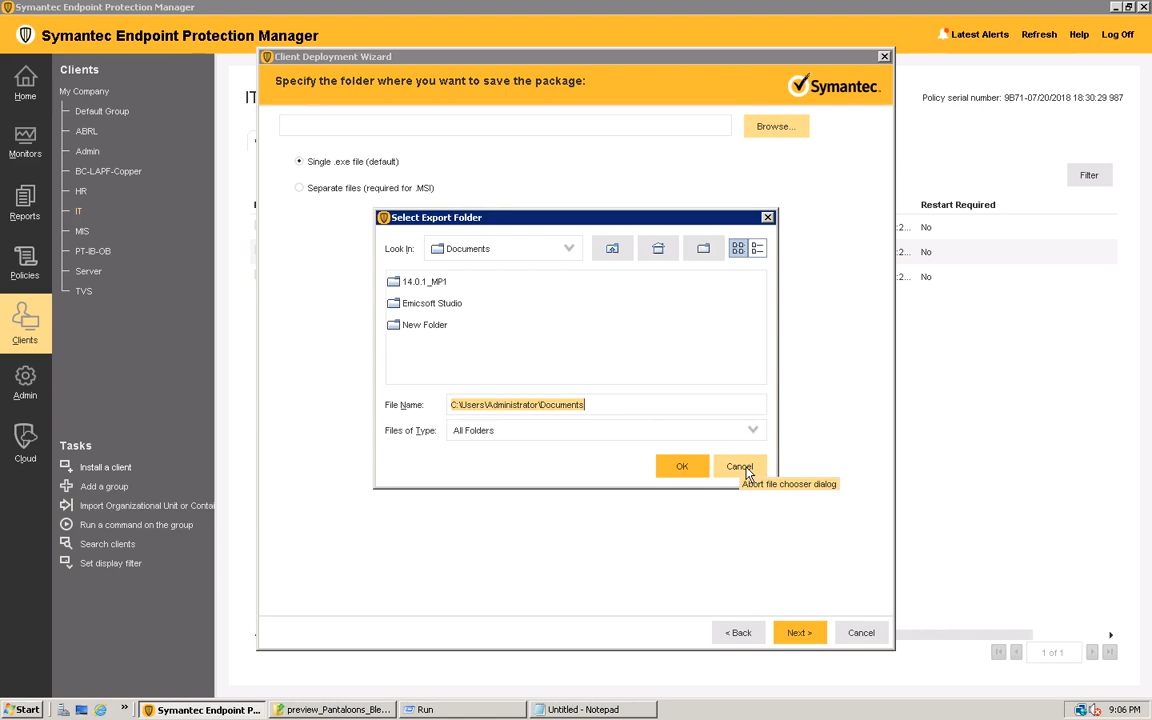 Symantec Endpoint Protection Manager
Symantec Endpoint Protection Manager
Latest Alerts
Refresh
Help
Log Off
Home
Monitors
Reports
Policies
Clients
Admin
Cloud
Clients
My Company
Default Group
ABRL
Admin
BC-LAPF-Copper
HR
IT
MIS
PT-IB-OB
Server
TVS
Tasks
Install a client
Add a group
Import Organizational Unit or Contai
Run a command on the group
Search clients
Set display filter
IT
Policy serial number: 9B71-07/20/2018 18:30:29 987
Filter
Restart Required
:2... No
:2... No
:2... No
1 of 1
Client Deployment Wizard
Specify the folder where you want to save the package:
Symantec.
Browse...
Single .exe file (default)
Separate files (required for .MSI)
Select Export Folder
Look In:
Documents
14.0.1_MP1
Emicsoft Studio
New Folder
File Name:
C:\Users\Administrator\Documents
Files of Type:
All Folders
OK
Cancel
Abort file chooser dialog
< Back
Next >
Cancel
Start
»
Symantec Endpoint P...
preview_Pantaloons_Ble...
Run
Untitled - Notepad
9:06 PM